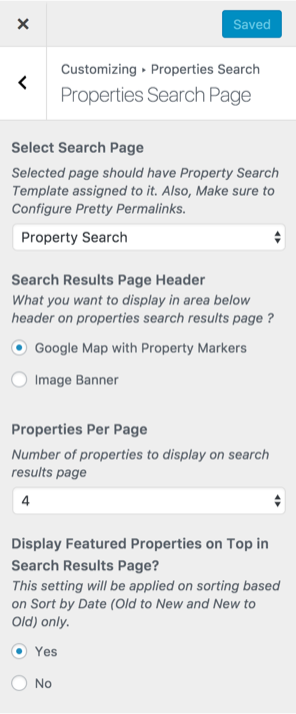 Saved
Customizing ▸ Properties Search
Properties Search Page
Select Search Page
Selected page should have Property Search
Template assigned to it. Also, Make sure to
Configure Pretty Permalinks.
Property Search
Search Results Page Header
What you want to display in area below
header on properties search results page ?
Google Map with Property Markers
Image Banner
Properties Per Page
Number of properties to display on search
results page
4
Display Featured Properties on Top in
Search Results Page?
This setting will be applied on sorting based
on Sort by Date (Old to New and New to
Old) only.
Yes
No